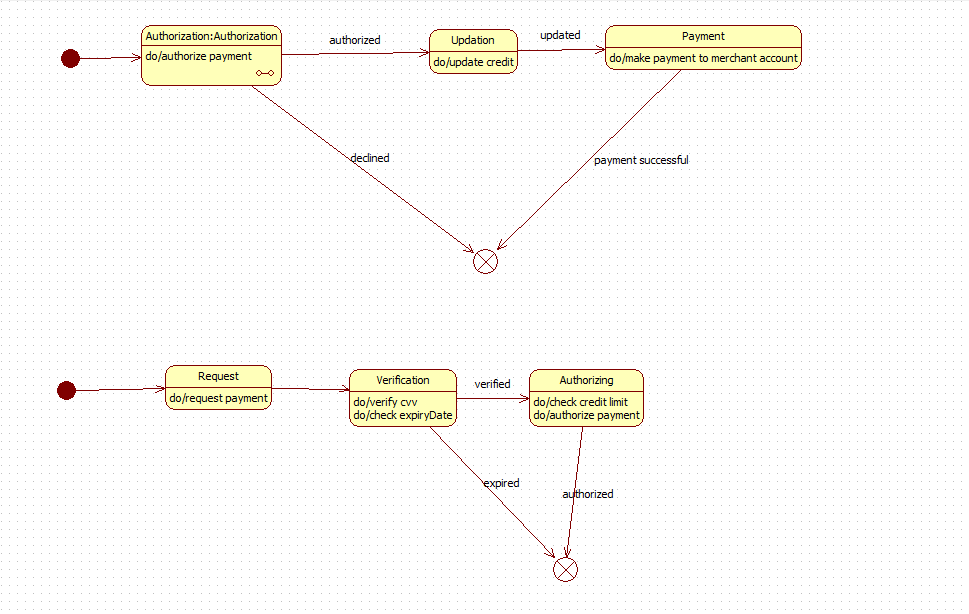 Authorization:Authorization
do/authorize payment
authorized
Updation
do/update credit
updated
Payment
do/make payment to merchant account
declined
payment successful
Request
do/request payment
Verification
do/verify cvv
do/check expiryDate
verified
Authorizing
do/check credit limit
do/authorize payment
expired
authorized